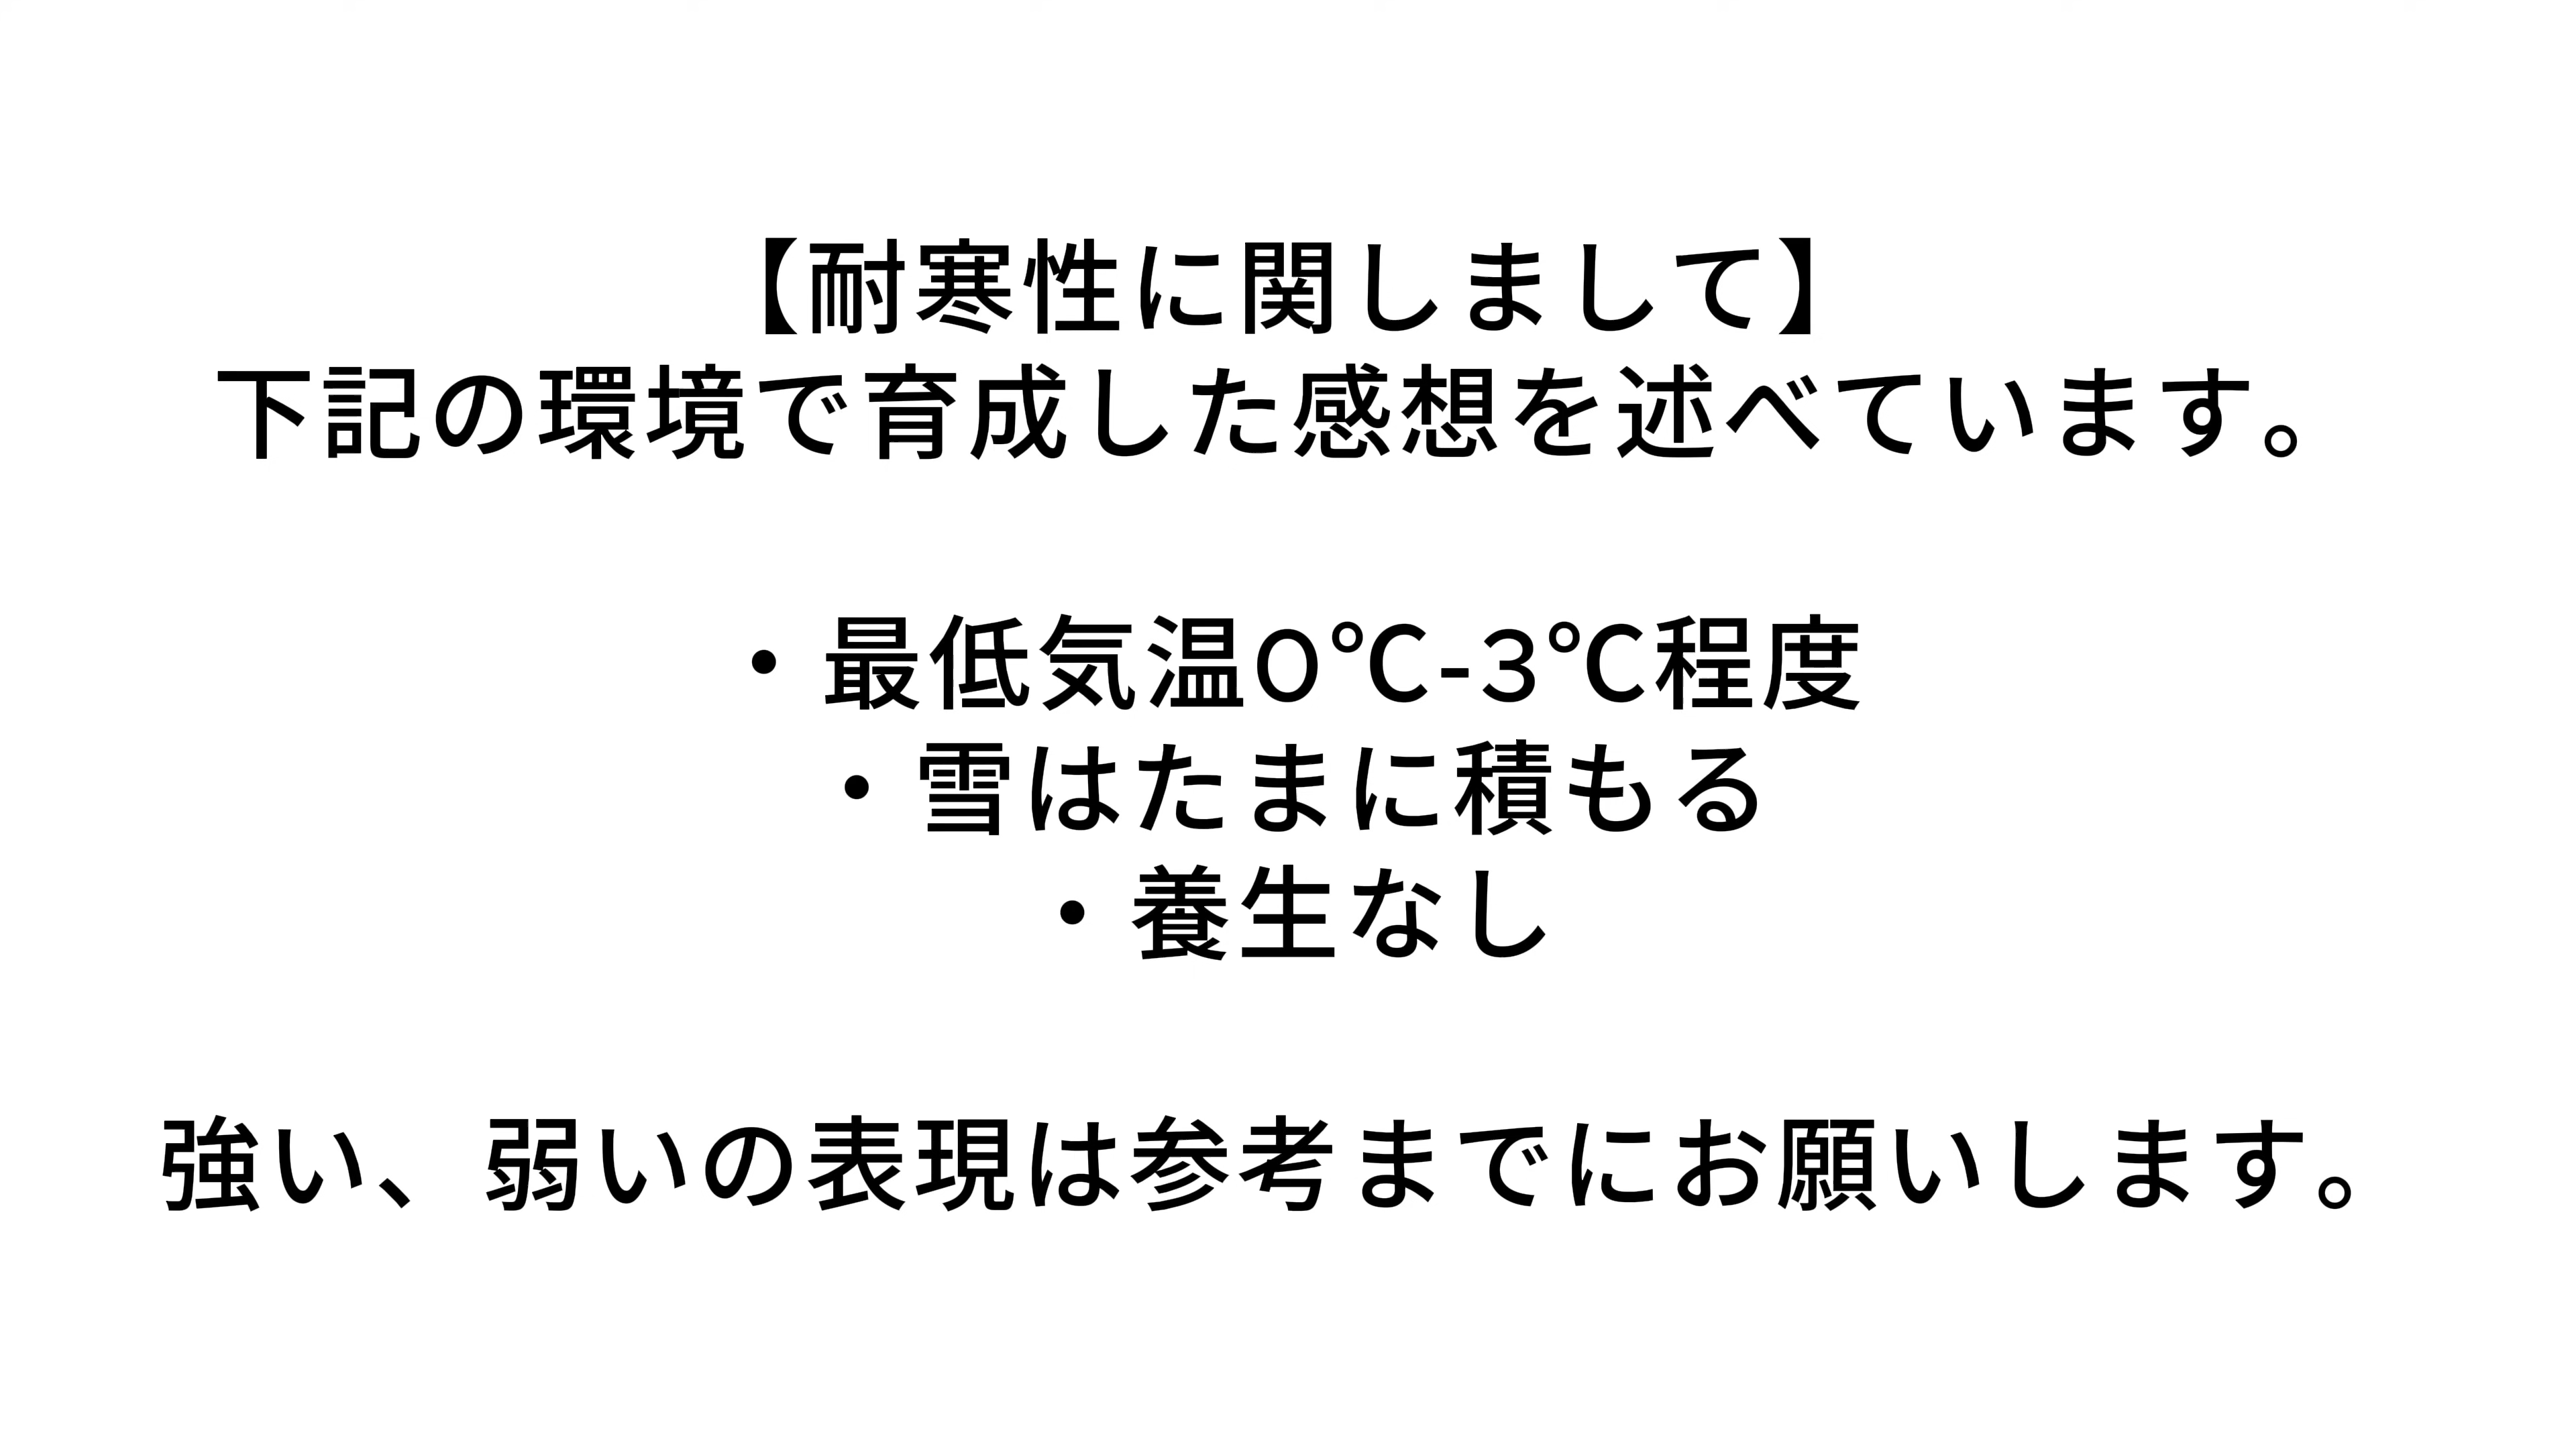 【耐寒性に関しまして】
下記の環境で育成した感想を述べています。
・最低気温0℃-3℃程度
・雪はたまに積もる
・養生なし
強い、弱いの表現は参考までにお願いします。